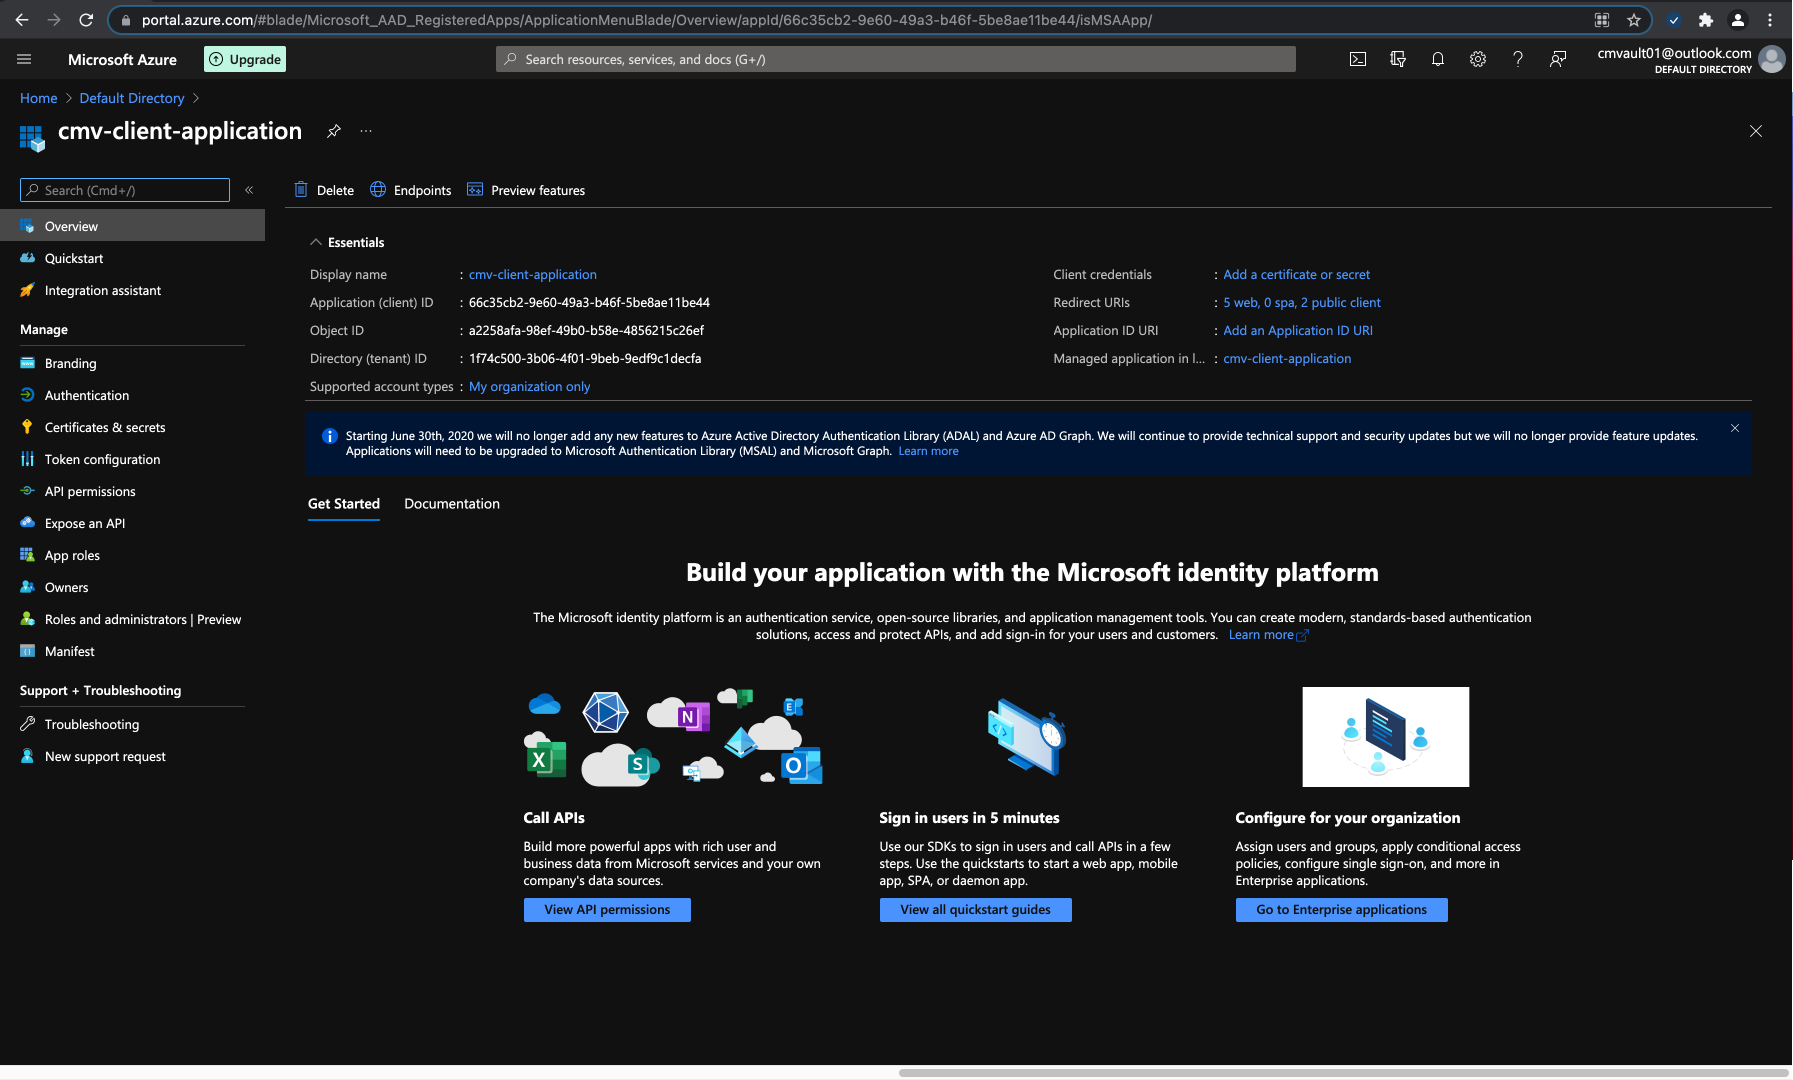 portal.azure.com/#blade/Microsoft_AAD_RegisteredApps/ApplicationMenuBlade/Overview/appId/66c35cb2-9e60-49a3-b46f-5be8ae11be44/isMSAApp/
Microsoft Azure
Upgrade
Search resources, services, and docs (G+/)
cmvault01@outlook.com
DEFAULT DIRECTORY
Home > Default Directory >
cmv-client-application
...
Search (Cmd+/)
«
Overview
Quickstart
Integration assistant
Manage
Branding
Authentication
Certificates & secrets
Token configuration
API permissions
Expose an API
App roles
Owners
Roles and administrators | Preview
Manifest
Support + Troubleshooting
Troubleshooting
New support request
Delete
Endpoints
Preview features
Essentials
Display name : cmv-client-application
Application (client) ID : 66c35cb2-9e60-49a3-b46f-5be8ae11be44
Object ID : a2258afa-98ef-49b0-b58e-4856215c26ef
Directory (tenant) ID : 1f74c500-3b06-4f01-9beb-9edf9c1decfa
Supported account types : My organization only
Client credentials : Add a certificate or secret
Redirect URIs : 5 web, 0 spa, 2 public client
Application ID URI : Add an Application ID URI
Managed application in l... : cmv-client-application
Starting June 30th, 2020 we will no longer add any new features to Azure Active Directory Authentication Library (ADAL) and Azure AD Graph. We will continue to provide technical support and security updates but we will no longer provide feature updates.
Applications will need to be upgraded to Microsoft Authentication Library (MSAL) and Microsoft Graph. Learn more
Get Started
Documentation
Build your application with the Microsoft identity platform
The Microsoft identity platform is an authentication service, open-source libraries, and application management tools. You can create modern, standards-based authentication
solutions, access and protect APIs, and add sign-in for your users and customers. Learn more
N
E
X
S
O
Call APIs
Build more powerful apps with rich user and
business data from Microsoft services and your own
company's data sources.
View API permissions
Sign in users in 5 minutes
Use our SDKs to sign in users and call APIs in a few
steps. Use the quickstarts to start a web app, mobile
app, SPA, or daemon app.
View all quickstart guides
Configure for your organization
Assign users and groups, apply conditional access
policies, configure single sign-on, and more in
Enterprise applications.
Go to Enterprise applications